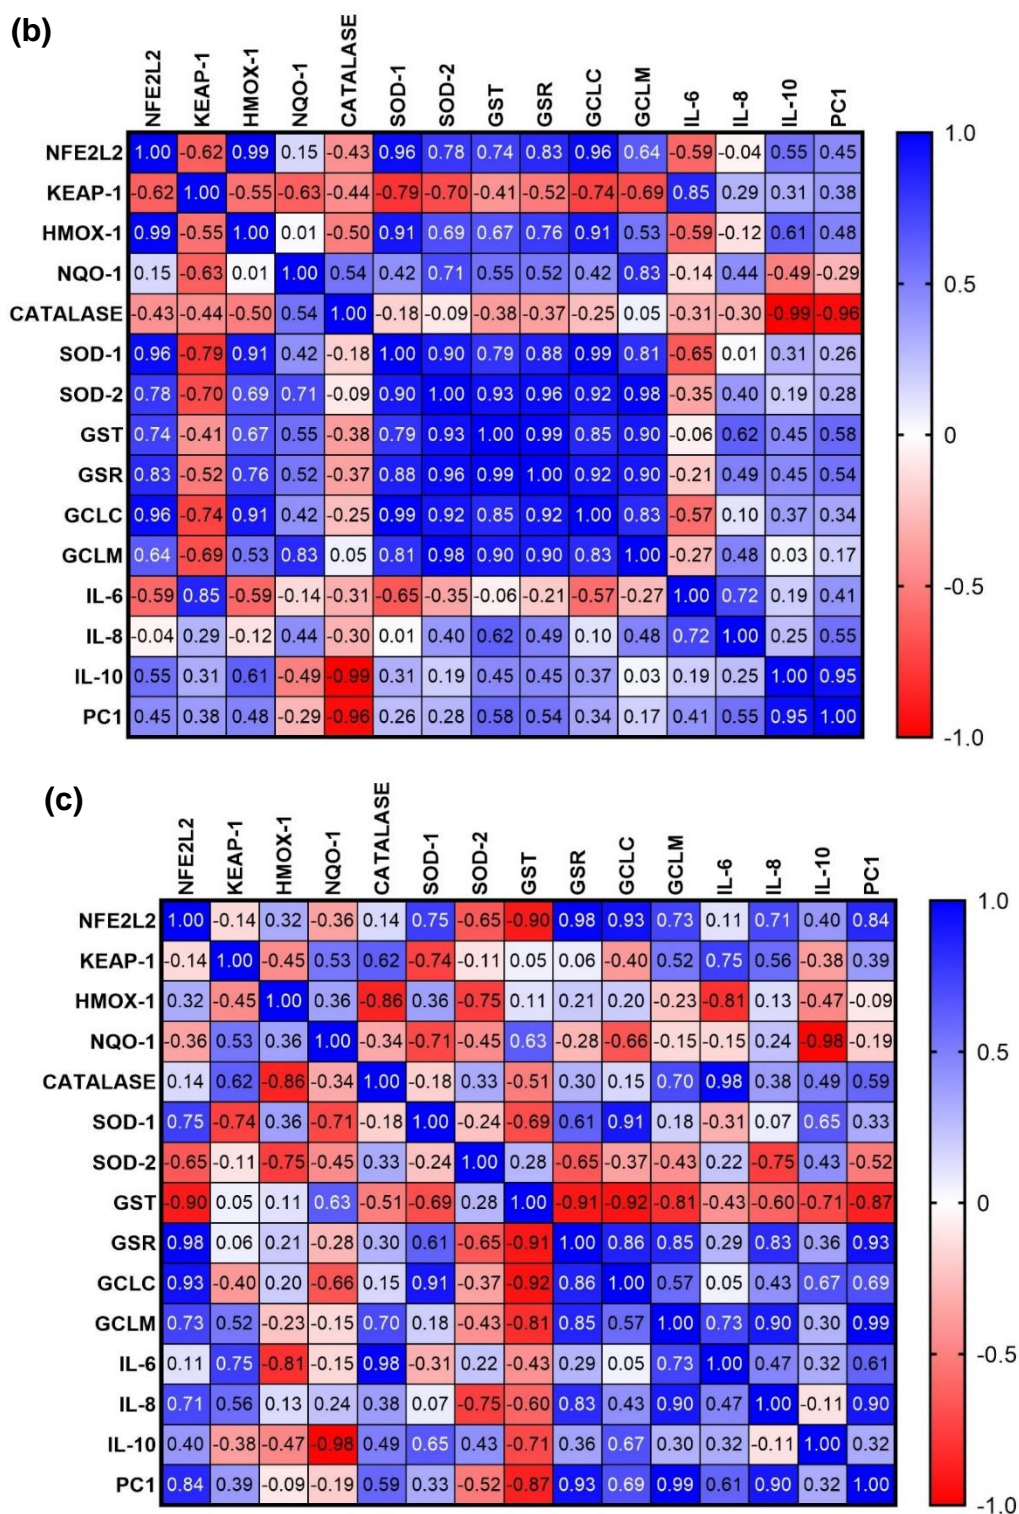 (b)
NFE2L2 KEAP-1 HMOX-1 NQO-1 CATALASE SOD-1 SOD-2 GST GSR GCLC GCLM IL-6 IL-8 IL-10 PC1
NFE2L2 1.00 -0.62 0.99 0.15 -0.43 0.96 0.78 0.74 0.83 0.96 0.64 -0.59 -0.04 0.55 0.45 1.0
KEAP-1 -0.62 1.00 -0.55 -0.63 -0.44 -0.79 -0.70 -0.41 -0.52 -0.74 -0.69 0.85 0.29 0.31 0.38
HMOX-1 0.99 -0.55 1.00 0.01 -0.50 0.91 0.69 0.67 0.76 0.91 0.53 -0.59 -0.12 0.61 0.48
NQO-1 0.15 -0.63 0.01 1.00 0.54 0.42 0.71 0.55 0.52 0.42 0.83 -0.14 0.44 -0.49 -0.29 0.5
CATALASE -0.43 -0.44 -0.50 0.54 1.00 -0.18 -0.09 -0.38 -0.37 -0.25 0.05 -0.31 -0.30 -0.99 -0.96
SOD-1 0.96 -0.79 0.91 0.42 -0.18 1.00 0.90 0.79 0.88 0.99 0.81 -0.65 0.01 0.31 0.26
SOD-2 0.78 -0.70 0.69 0.71 -0.09 0.90 1.00 0.93 0.96 0.92 0.98 -0.35 0.40 0.19 0.28
GST 0.74 -0.41 0.67 0.55 -0.38 0.79 0.93 1.00 0.99 0.85 0.90 -0.06 0.62 0.45 0.58 0
GSR 0.83 -0.52 0.76 0.52 -0.37 0.88 0.96 0.99 1.00 0.92 0.90 -0.21 0.49 0.45 0.54
GCLC 0.96 -0.74 0.91 0.42 -0.25 0.99 0.92 0.85 0.92 1.00 0.83 -0.57 0.10 0.37 0.34
GCLM 0.64 -0.69 0.53 0.83 0.05 0.81 0.98 0.90 0.90 0.83 1.00 -0.27 0.48 0.03 0.17
IL-6 -0.59 0.85 -0.59 -0.14 -0.31 -0.65 -0.35 -0.06 -0.21 -0.57 -0.27 1.00 0.72 0.19 0.41 -0.5
IL-8 -0.04 0.29 -0.12 0.44 -0.30 0.01 0.40 0.62 0.49 0.10 0.48 0.72 1.00 0.25 0.55
IL-10 0.55 0.31 0.61 -0.49 -0.99 0.31 0.19 0.45 0.45 0.37 0.03 0.19 0.25 1.00 0.95
PC1 0.45 0.38 0.48 -0.29 -0.96 0.26 0.28 0.58 0.54 0.34 0.17 0.41 0.55 0.95 1.00 -1.0
(c)
NFE2L2 KEAP-1 HMOX-1 NQO-1 CATALASE SOD-1 SOD-2 GST GSR GCLC GCLM IL-6 IL-8 IL-10 PC1
NFE2L2 1.00 -0.14 0.32 -0.36 0.14 0.75 -0.65 -0.90 0.98 0.93 0.73 0.11 0.71 0.40 0.84 1.0
KEAP-1 -0.14 1.00 -0.45 0.53 0.62 -0.74 -0.11 0.05 0.06 -0.40 0.52 0.75 0.56 -0.38 0.39
HMOX-1 0.32 -0.45 1.00 0.36 -0.86 0.36 -0.75 0.11 0.21 0.20 -0.23 -0.81 0.13 -0.47 -0.09
NQO-1 -0.36 0.53 0.36 1.00 -0.34 -0.71 -0.45 0.63 -0.28 -0.66 -0.15 -0.15 0.24 -0.98 -0.19 0.5
CATALASE 0.14 0.62 -0.86 -0.34 1.00 -0.18 0.33 -0.51 0.30 0.15 0.70 0.98 0.38 0.49 0.59
SOD-1 0.75 -0.74 0.36 -0.71 -0.18 1.00 -0.24 -0.69 0.61 0.91 0.18 -0.31 0.07 0.65 0.33
SOD-2 -0.65 -0.11 -0.75 -0.45 0.33 -0.24 1.00 0.28 -0.65 -0.37 -0.43 0.22 -0.75 0.43 -0.52
GST -0.90 0.05 0.11 0.63 -0.51 -0.69 0.28 1.00 -0.91 -0.92 -0.81 -0.43 -0.60 -0.71 -0.87 0
GSR 0.98 0.06 0.21 -0.28 0.30 0.61 -0.65 -0.91 1.00 0.86 0.85 0.29 0.83 0.36 0.93
GCLC 0.93 -0.40 0.20 -0.66 0.15 0.91 -0.37 -0.92 0.86 1.00 0.57 0.05 0.43 0.67 0.69
GCLM 0.73 0.52 -0.23 -0.15 0.70 0.18 -0.43 -0.81 0.85 0.57 1.00 0.73 0.90 0.30 0.99
IL-6 0.11 0.75 -0.81 -0.15 0.98 -0.31 0.22 -0.43 0.29 0.05 0.73 1.00 0.47 0.32 0.61 -0.5
IL-8 0.71 0.56 0.13 0.24 0.38 0.07 -0.75 -0.60 0.83 0.43 0.90 0.47 1.00 -0.11 0.90
IL-10 0.40 -0.38 -0.47 -0.98 0.49 0.65 0.43 -0.71 0.36 0.67 0.30 0.32 -0.11 1.00 0.32
PC1 0.84 0.39 -0.09 -0.19 0.59 0.33 -0.52 -0.87 0.93 0.69 0.99 0.61 0.90 0.32 1.00 -1.0